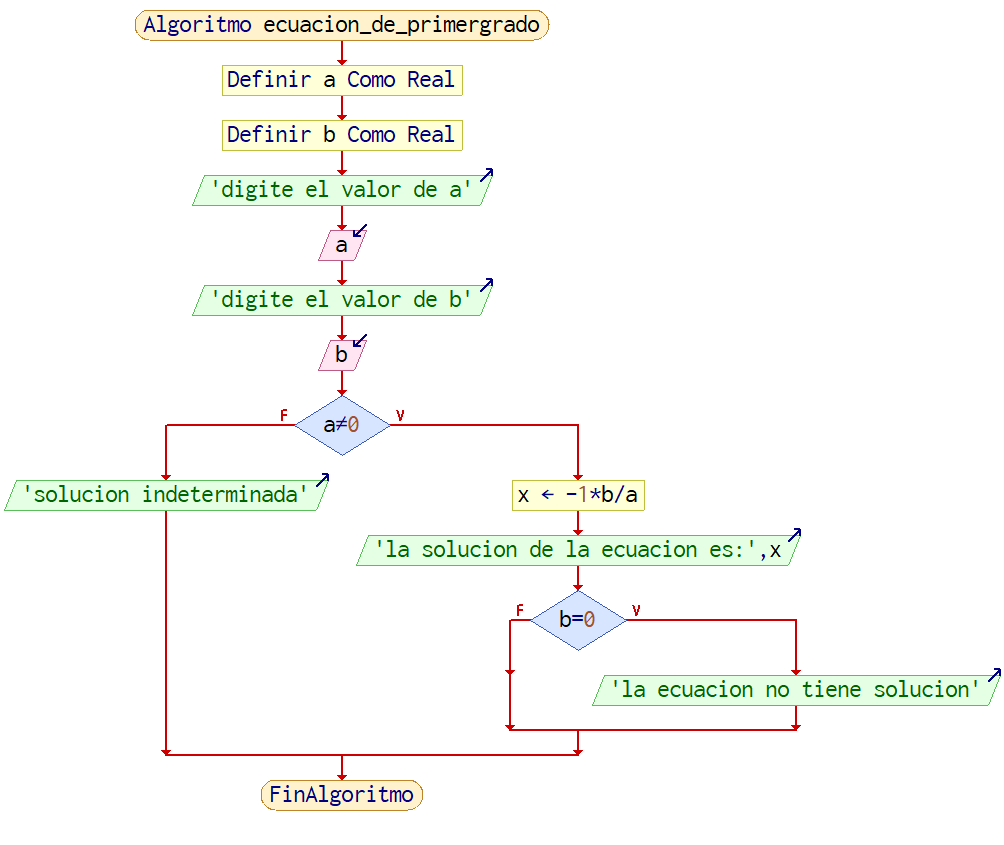 Algoritmo ecuacion_de_primergrado
Definir a Como Real
Definir b Como Real
'digite el valor de a'
a
'digite el valor de b'
b
F
V
a≠0
'solucion indeterminada'
x ← -1*b/a
'la solucion de la ecuacion es:',x
F
V
b=0
'la ecuacion no tiene solucion'
FinAlgoritmo